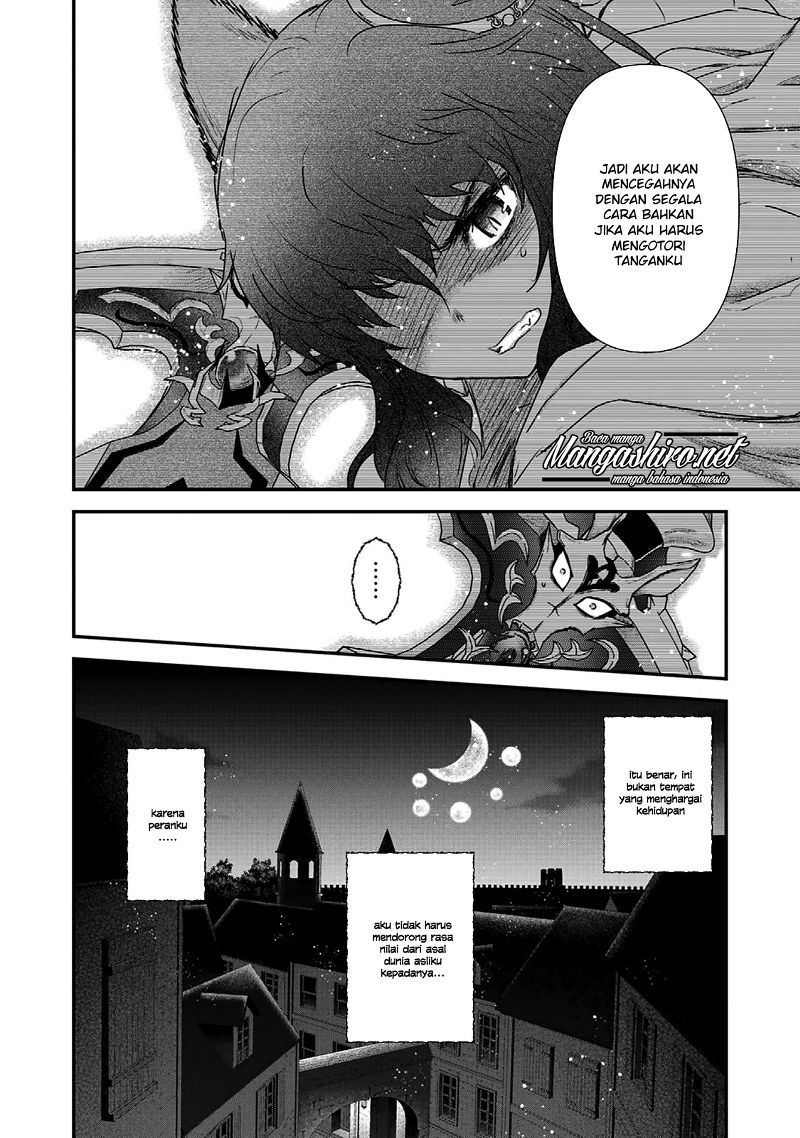 JADI AKU AKAN
MENCEGAHNYA
DENGAN SEGALA
CARA BAHKAN
JIKA AKU HARUS
MENGOTORI
TANGANKU
Baca manga
Mangashiro.net
manga bahasa indonesia
......
itu benar, ini
bukan tempat
yang menghargai
kehidupan
aku tidak harus
mendorong rasa
nilai dari asal
dunia asliku
kepadanya...
karena
peranku
.....